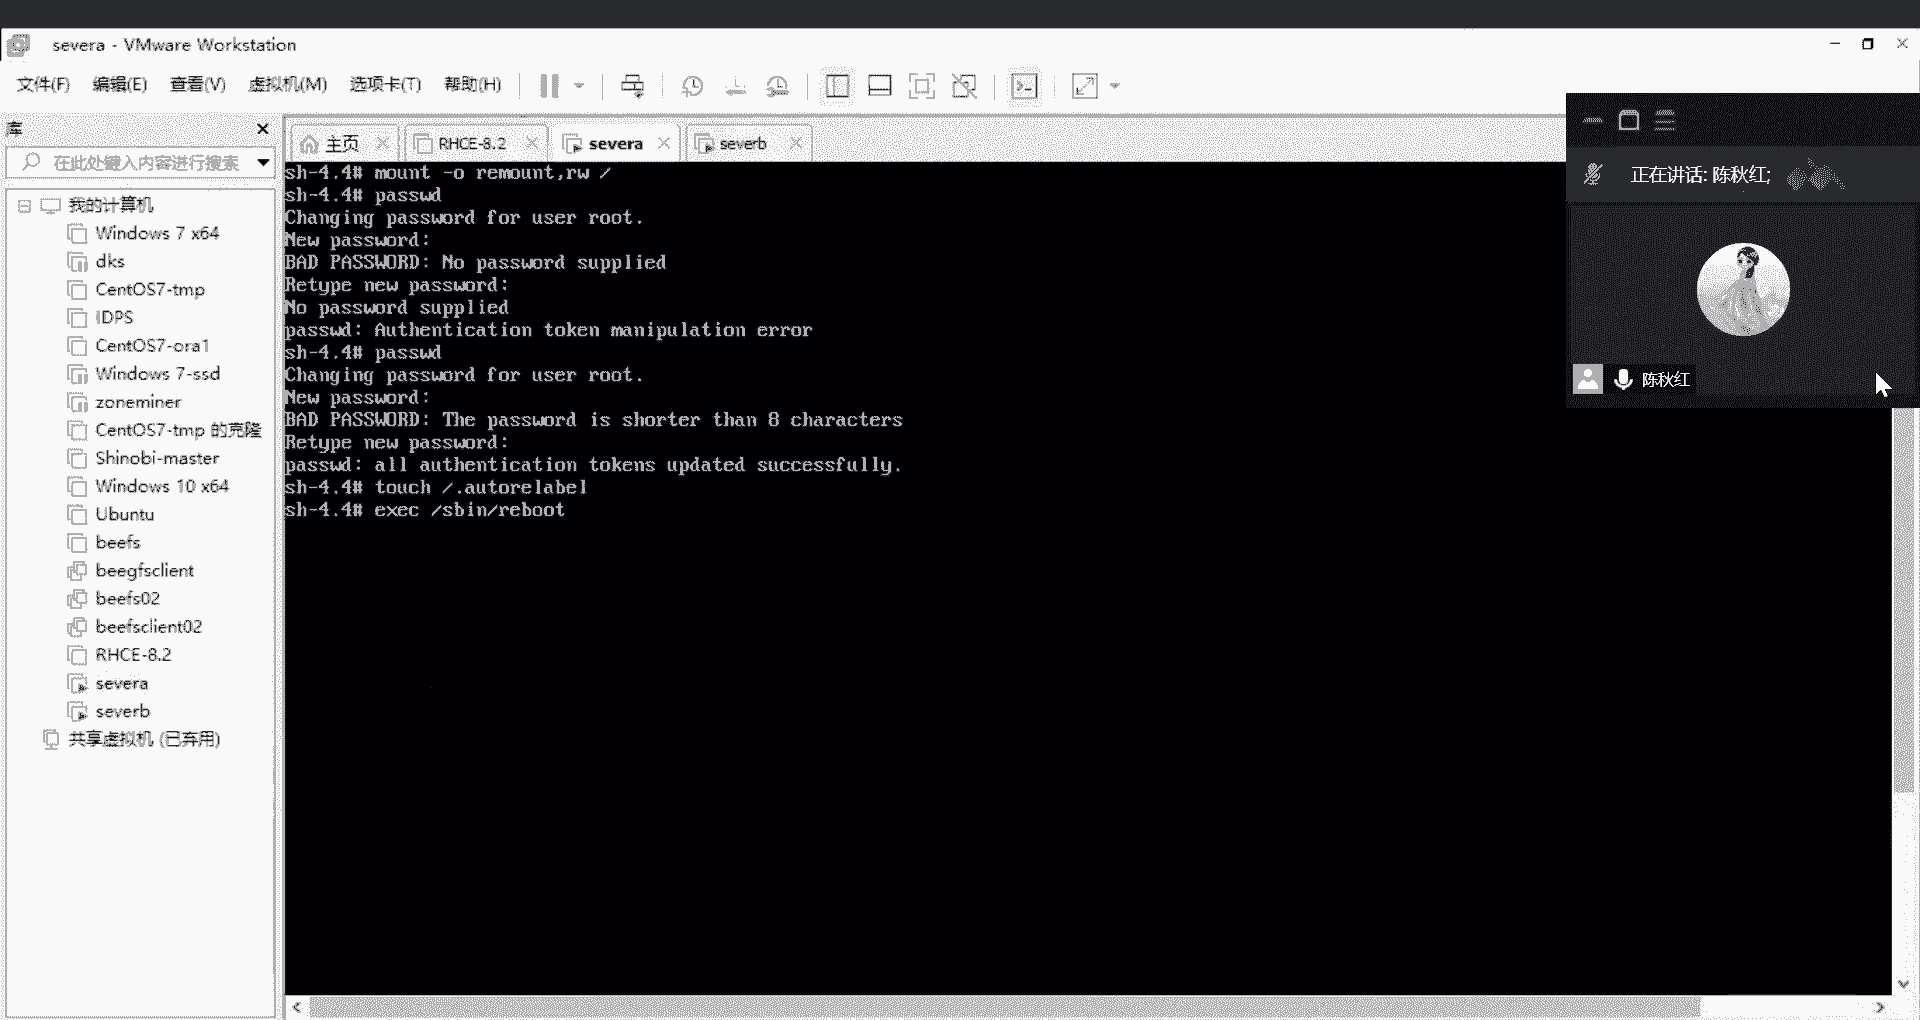 severa - VMware Workstation
文件(F) 编辑(E) 查看(V) 虚拟机(M) 选项卡(T) 帮助(H)
库
在此处键入内容进行搜索
我的计算机
Windows 7 x64
dks
CentOS7-tmp
IDPS
CentOS7-ora1
Windows 7-ssd
zoneminer
CentOS7-tmp 的克隆
Shinobi-master
Windows 10 x64
Ubuntu
beefs
beegfsclient
beefs02
beefsclient02
RHCE-8.2
severa
severb
共享虚拟机 (已弃用)
主页 RHCE-8.2 severa severb
sh-4.4# mount -o remount,rw /
sh-4.4# passwd
Changing password for user root.
New password:
BAD PASSWORD: No password supplied
Retype new password:
No password supplied
passwd: Authentication token manipulation error
sh-4.4# passwd
Changing password for user root.
New password:
BAD PASSWORD: The password is shorter than 8 characters
Retype new password:
passwd: all authentication tokens updated successfully.
sh-4.4# touch /.autorelabel
sh-4.4# exec /sbin/reboot
正在讲话: 陈秋红;
陈秋红